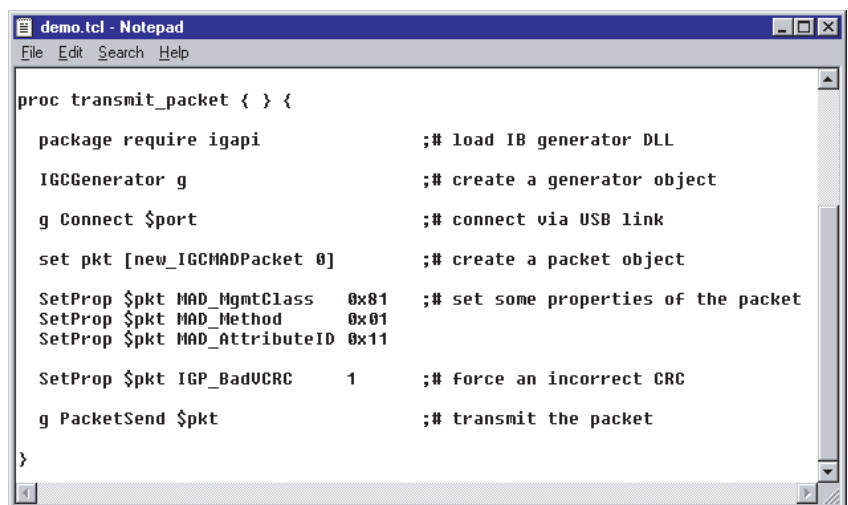 demo.tcl - Notepad
File Edit Search Help
proc transmit_packet { } {
package require igapi ;# load IB generator DLL
IGCGenerator g ;# create a generator object
g Connect $port ;# connect via USB link
set pkt [new_IGCMADPacket 0] ;# create a packet object
SetProp $pkt MAD_MgmtClass 0x81 ;# set some properties of the packet
SetProp $pkt MAD_Method 0x01
SetProp $pkt MAD_AttributeID 0x11
SetProp $pkt IGP_BadVCRC 1 ;# force an incorrect CRC
g PacketSend $pkt ;# transmit the packet
}